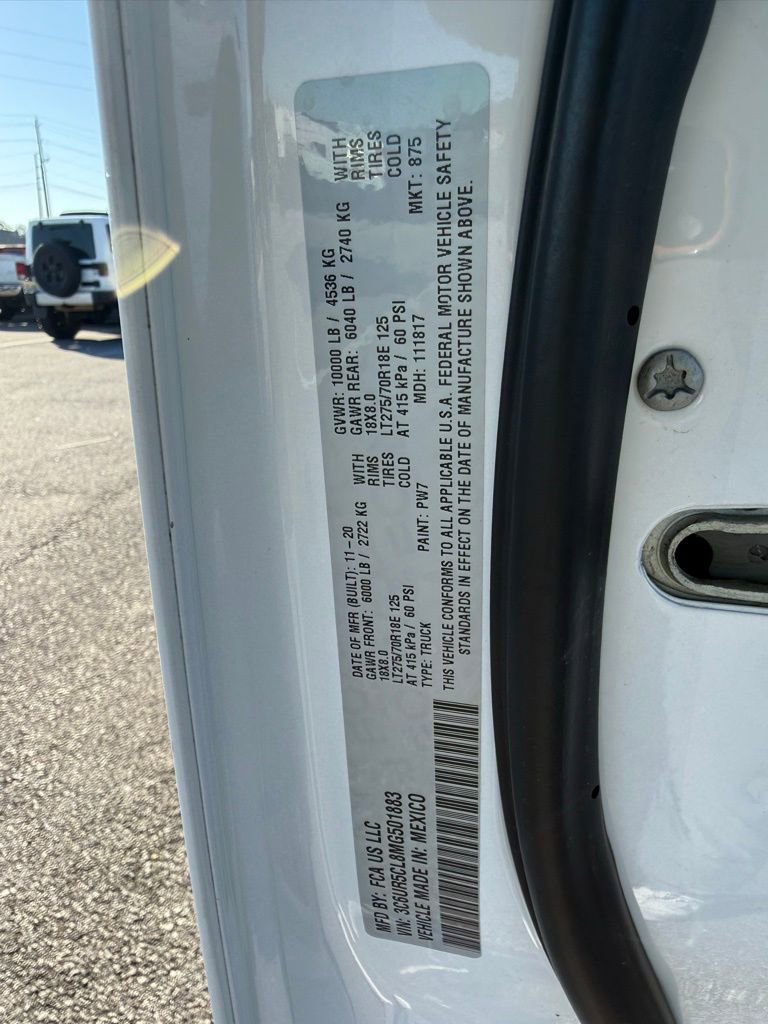 MFD BY: FCA US LLC
DATE OF MFR (BUILT): 11-20
GVWR: 10000 LB / 4536 KG
GAWR FRONT: 6000 LB / 2722 KG
WITH
GAWR REAR: 6040 LB / 2740 KG
WITH
18X8.0
RIMS
18X8.0
RIMS
LT275/70R18E 125
TIRES
LT275/70R18E 125
TIRES
AT 415 kPa / 60 PSI
COLD
AT 415 kPa / 60 PSI
COLD
VIN: 3C6UR5CL8MG501883
TYPE: TRUCK
PAINT: PW7
MDH: 111817
MKT: 875
VEHICLE MADE IN: MEXICO
THIS VEHICLE CONFORMS TO ALL APPLICABLE U.S.A. FEDERAL MOTOR VEHICLE SAFETY
STANDARDS IN EFFECT ON THE DATE OF MANUFACTURE SHOWN ABOVE.